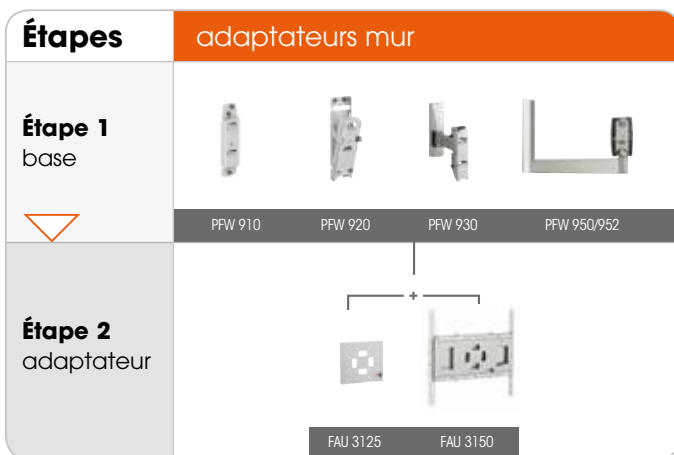 Étapes
adaptateurs mur
Étape 1
base
PFW 910
PFW 920
PFW 930
PFW 950/952
+
Étape 2
adaptateur
FAU 3125
FAU 3150